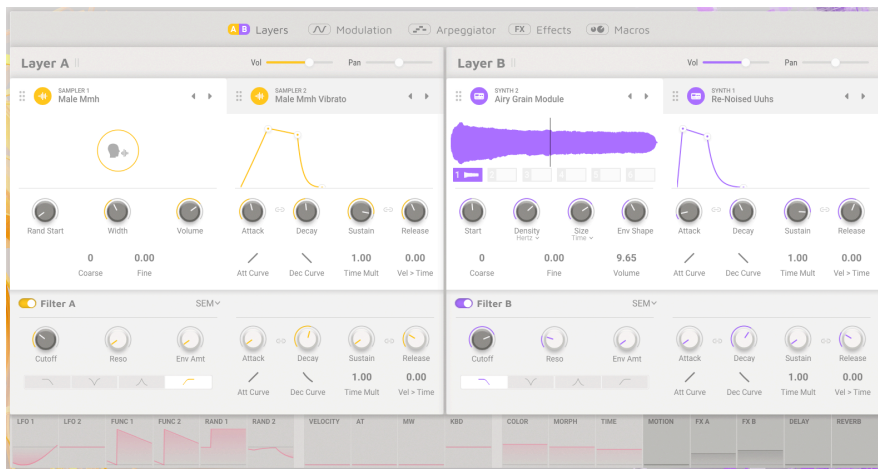 A B Layers Modulation Arpeggiator FX Effects Macros
Layer A Vol Pan
Layer B Vol Pan
SAMPLER 1
Male Mmh
SAMPLER 2
Male Mmh Vibrato
SYNTH 2
Airy Grain Module
SYNTH 1
Re-Noised Uuhs
1 2 3 4 5 6
Rand Start Width Volume
Attack Decay Sustain Release
Start Density Size Env Shape
Hertz Time
Attack Decay Sustain Release
0 0.00
Coarse Fine
1.00 0.00
Att Curve Dec Curve Time Mult Vel > Time
0 0.00 9.65
Coarse Fine Volume
1.00 0.00
Att Curve Dec Curve Time Mult Vel > Time
Filter A SEM
Filter B SEM
Cutoff Reso Env Amt
Attack Decay Sustain Release
Cutoff Reso Env Amt
Attack Decay Sustain Release
1.00 0.00
Att Curve Dec Curve Time Mult Vel > Time
1.00 0.00
Att Curve Dec Curve Time Mult Vel > Time
LFO 1 LFO 2 FUNC 1 FUNC 2 RAND 1 RAND 2 VELOCITY AT MW KBD COLOR MORPH TIME MOTION FX A FX B DELAY REVERB